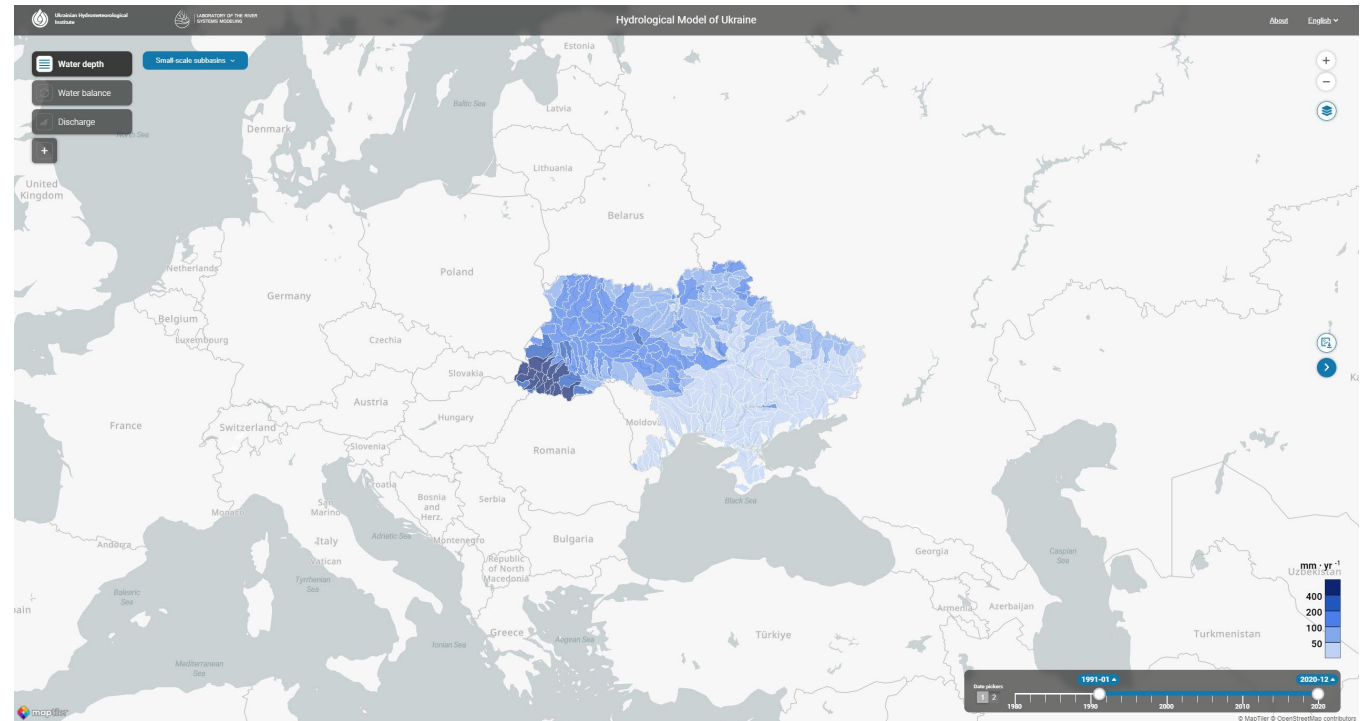 Ukrainian Hydrometeorological
Institute
LABORATORY OF THE RIVER
SYSTEMS MODELING
Hydrological Model of Ukraine
About
English
Water depth
Small-scale subbasins
Water balance
Discharge
+
+
−
Estonia
Baltic Sea
Latvia
North Sea
Denmark
Lithuania
United
Kingdom
Belarus
Netherlands
Poland
Germany
Belgium
Luxembourg
Czechia
Slovakia
Austria
Hungary
Moldova
France
Switzerland
Slovenia
Romania
Croatia
Bosnia
and
Herz.
Serbia
San
Marino
Monaco
Black Sea
Andorra
Italy
Adriatic Sea
Montenegro
Bulgaria
Georgia
Caspian
Sea
Vatican
Republic
of North
Macedonia
Tyrrhenian
Sea
Balearic
Sea
Armenia
Azerbaijan
Uzbekistan
mm · yr -1
400
200
100
50
Greece
Aegean Sea
Ionian Sea
Türkiye
Turkmenistan
Mediterranean
Sea
Date pickers
1 2
1991-01
2020-12
1980
1990
2000
2010
2020
maptiler
© MapTiler © OpenStreetMap contributors